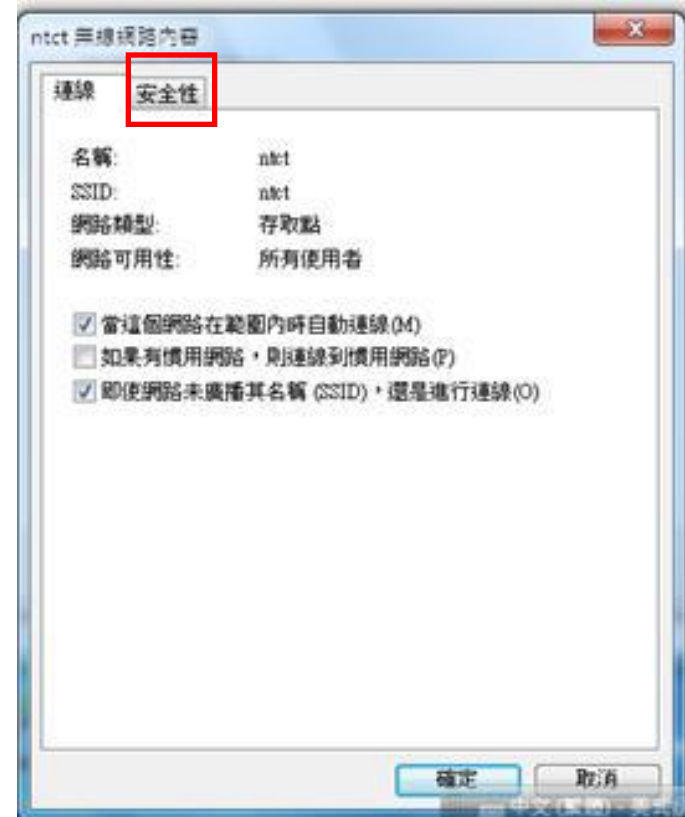 ntct 無線網路內容
連線 安全性
名稱: ntct
SSID: ntct
網路類型: 存取點
網路可用性: 所有使用者
當這個網路在範圍內時自動連線(M)
如果有慣用網路，則連線到慣用網路(P)
即使網路未廣播其名稱 (SSID)，還是進行連線(O)
確定 取消